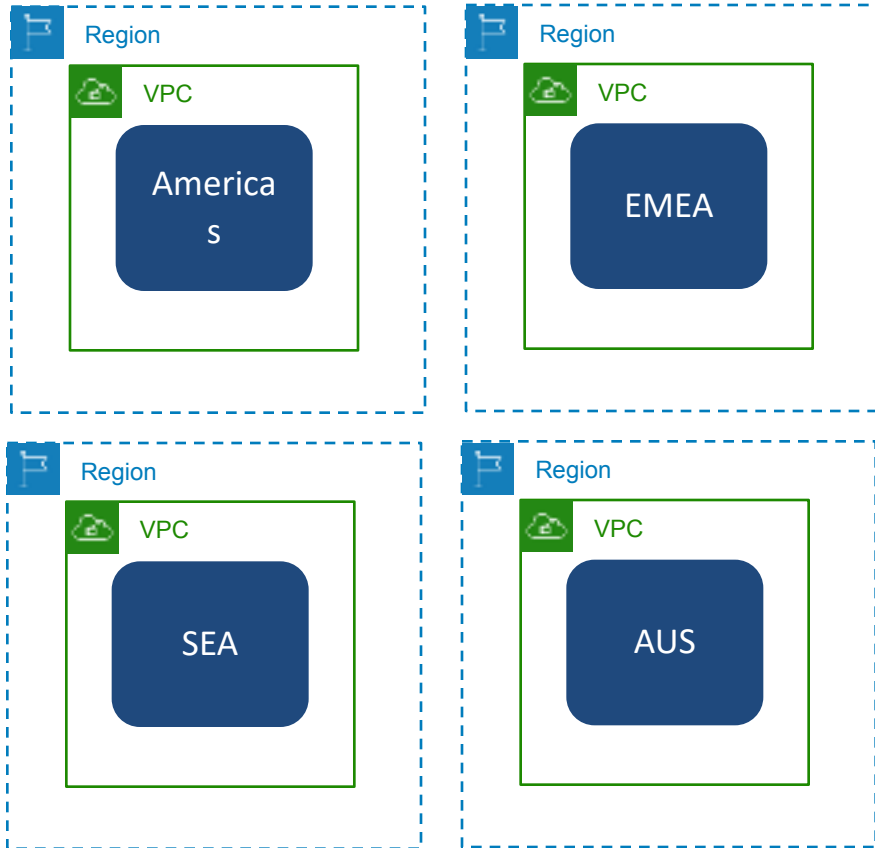 Region
VPC
America
s
Region
VPC
EMEA
Region
VPC
SEA
Region
VPC
AUS